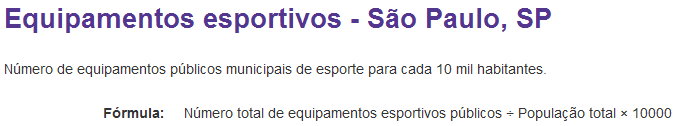 Equipamentos esportivos - São Paulo, SP
Número de equipamentos públicos municipais de esporte para cada 10 mil habitantes.
Fórmula: Número total de equipamentos esportivos públicos ÷ População total × 10000